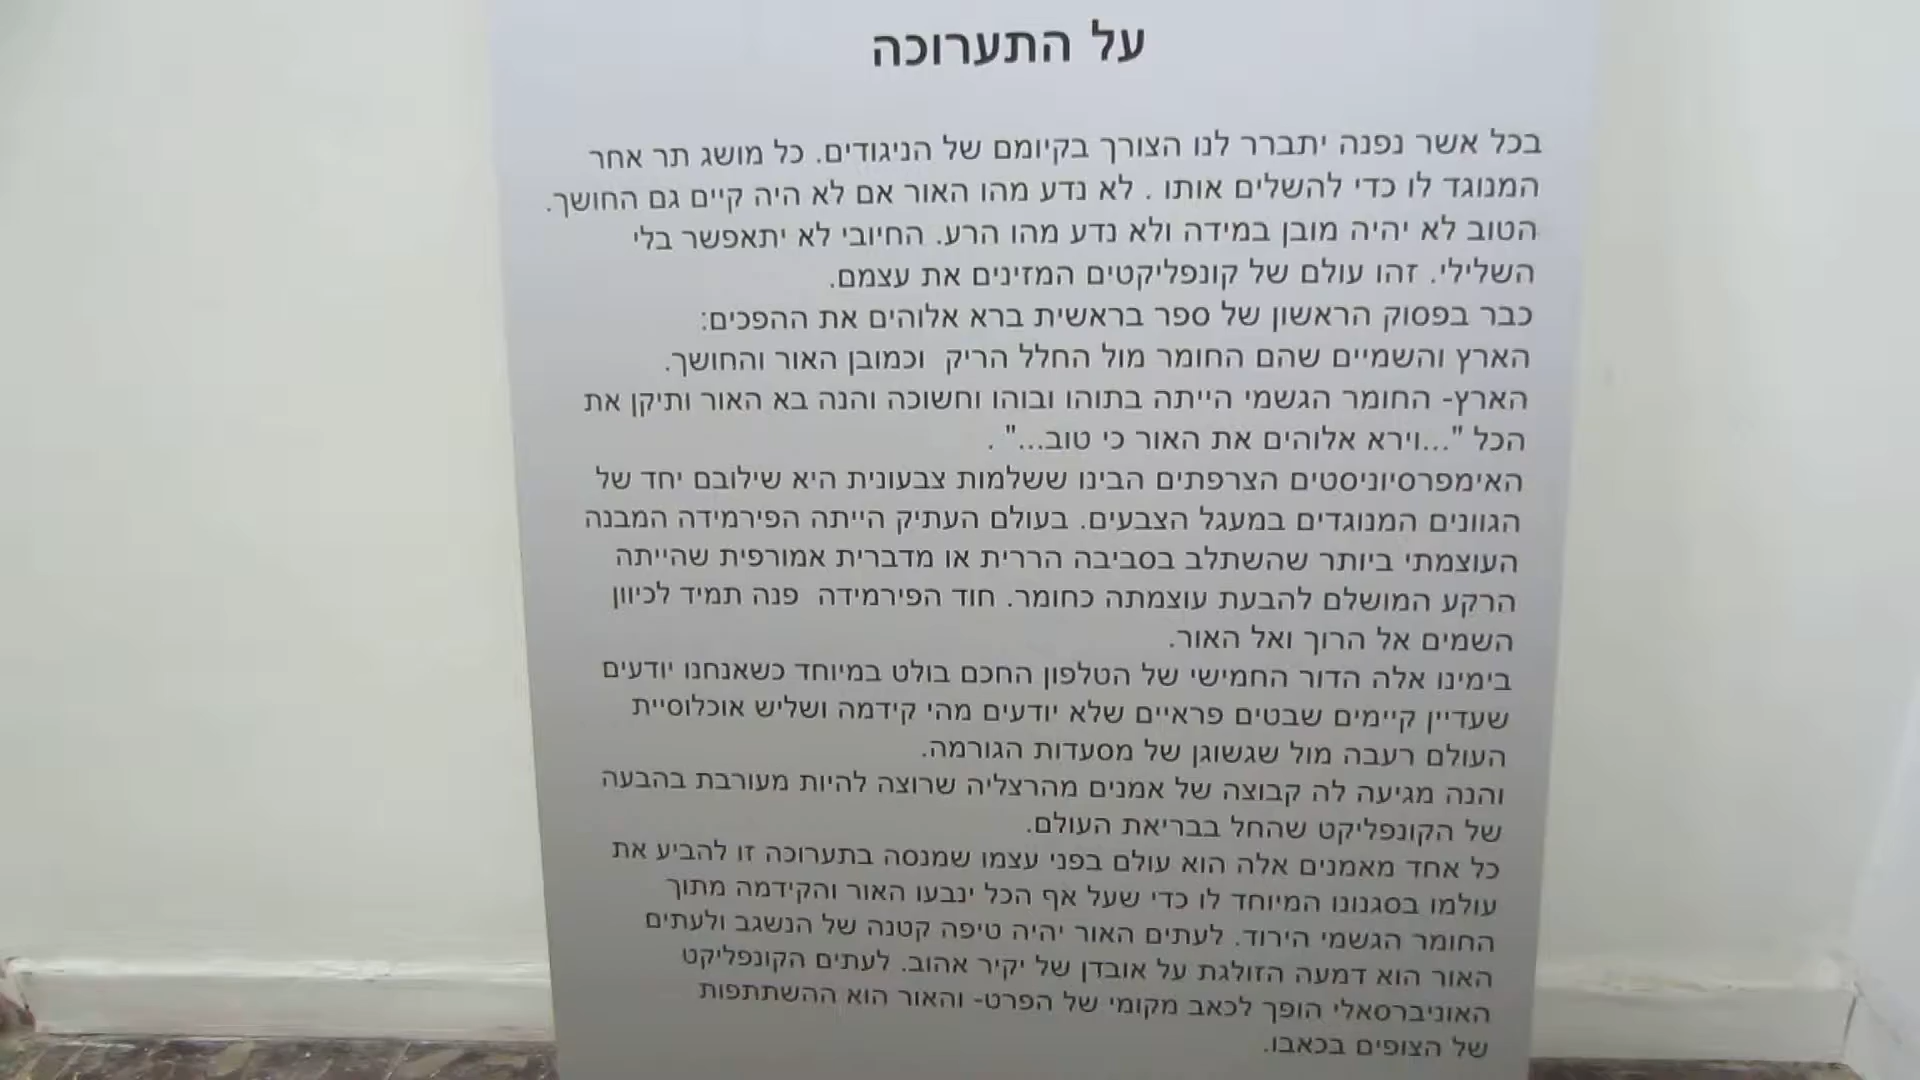 על התערוכה
בכל אשר נפנה יתברר לנו הצורך בקיומם של הניגודים. כל מושג תר אחר
המנוגד לו כדי להשלים אותו . לא נדע מהו האור אם לא היה קיים גם החושך.
הטוב לא יהיה מובן במידה ולא נדע מהו הרע. החיובי לא יתאפשר בלי
השלילי. זהו עולם של קונפליקטים המזינים את עצמם.
כבר בפסוק הראשון של ספר בראשית ברא אלוהים את ההפכים:
הארץ והשמיים שהם החומר מול החלל הריק וכמובן האור והחושך.
הארץ- החומר הגשמי הייתה בתוהו ובוהו וחשוכה והנה בא האור ותיקן את
הכל "...וירא אלוהים את האור כי טוב..." .
האימפרסיוניסטים הצרפתים הבינו ששלמות צבעונית היא שילובם יחד של
הגוונים המנוגדים במעגל הצבעים. בעולם העתיק הייתה הפירמידה המבנה
העוצמתי ביותר שהשתלב בסביבה הררית או מדברית אמורפית שהייתה
הרקע המושלם להבעת עוצמתה כחומר. חוד הפירמידה פנה תמיד לכיוון
השמים אל הרוך ואל האור.
בימינו אלה הדור החמישי של הטלפון החכם בולט במיוחד כשאנחנו יודעים
שעדיין קיימים שבטים פראיים שלא יודעים מהי קידמה ושליש אוכלוסיית
העולם רעבה מול שגשוגן של מסעדות הגורמה.
והנה מגיעה לה קבוצה של אמנים מהרצליה שרוצה להיות מעורבת בהבעה
של הקונפליקט שהחל בבריאת העולם.
כל אחד מאמנים אלה הוא עולם בפני עצמו שמנסה בתערוכה זו להביע את
עולמו בסגנונו המיוחד לו כדי שעל אף הכל ינבעו האור והקידמה מתוך
החומר הגשמי הירוד. לעתים האור יהיה טיפה קטנה של הנשגב ולעתים
האור הוא דמעה הזולגת על אובדן של יקיר אהוב. לעתים הקונפליקט
האוניברסאלי הופך לכאב מקומי של הפרט- והאור הוא ההשתתפות
של הצופים בכאבו.